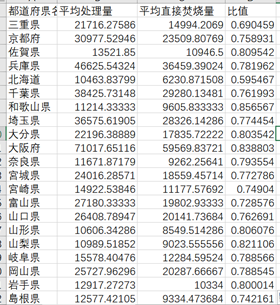 都道府県名 平均处理量 平均直接焚烧量 比值
三重県 21716.27586 14994.2069 0.690459
京都府 30977.52946 23509.80769 0.758931
佐賀県 13521.85 10946.5 0.809542
兵庫県 46625.54324 36459.39024 0.781962
北海道 10463.83799 6230.871508 0.595467
千葉県 38425.73148 29280.13481 0.761993
和歌山県 11214.33333 9605.833333 0.856567
埼玉県 36575.61905 28326.14286 0.774454
大分県 22196.38889 17835.72222 0.803542
大阪府 71017.65116 59569.83721 0.838803
奈良県 11671.87179 9262.25641 0.793554
宮城県 24016.28571 18559.45714 0.772786
宮崎県 14922.53846 11177.57692 0.74904
富山県 27180.33333 19802.93333 0.728576
山口県 26408.78947 20141.73684 0.762691
山形県 10606.34286 8549.514286 0.806076
山梨県 10989.51852 9023.555556 0.821106
岐阜県 15578.40476 12284.59524 0.788566
岡山県 25727.96296 20287.66667 0.788545
岩手県 12917.27273 10334 0.800014
島根県 12577.42105 9334.473684 0.742161